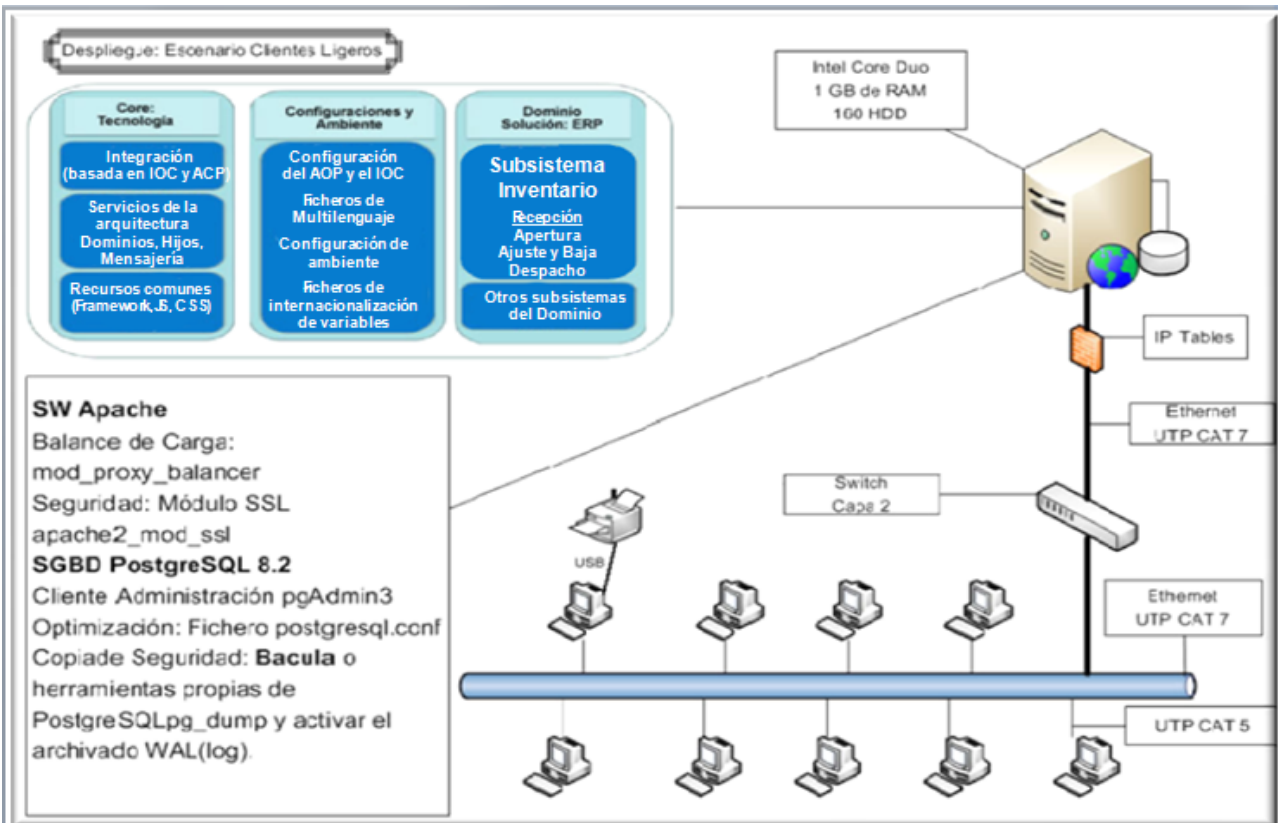 Despliegue: Escenario Clientes Ligeros
Core:
Tecnología
Integración
(basada en IOC y ACP)
Servicios de la
arquitectura
Dominios, Hijos,
Mensajería
Recursos comunes
(Framework,JS, CSS)
Configuraciones y
Ambiente
Configuración
del AOP y el IOC
Ficheros de
Multilenguaje
Configuración de
ambiente
Ficheros de
internacionalización
de variables
Dominio
Solución: ERP
Subsistema
Inventario
Recepción
Apertura
Ajuste y Baja
Despacho
Otros subsistemas
del Dominio
Intel Core Duo
1 GB de RAM
160 HDD
IP Tables
Ethernet
UTP CAT 7
Switch
Capa 2
USB
Ethernet
UTP CAT 7
UTP CAT 5
SW Apache
Balance de Carga:
mod_proxy_balancer
Seguridad: Módulo SSL
apache2_mod_ssl
SGBD PostgreSQL 8.2
Cliente Administración pgAdmin3
Optimización: Fichero postgresql.conf
Copiade Seguridad: Bacula o
herramientas propias de
PostgreSQLpg_dump y activar el
archivado WAL(log).